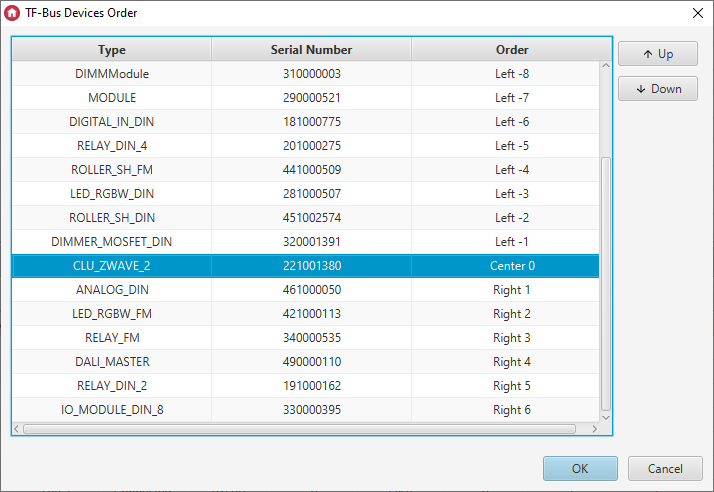 TF-Bus Devices Order
Type Serial Number Order
DIMMModule 310000003 Left -8
MODULE 290000521 Left -7
DIGITAL_IN_DIN 181000775 Left -6
RELAY_DIN_4 201000275 Left -5
ROLLER_SH_FM 441000509 Left -4
LED_RGBW_DIN 281000507 Left -3
ROLLER_SH_DIN 451002574 Left -2
DIMMER_MOSFET_DIN 320001391 Left -1
CLU_ZWAVE_2 221001380 Center 0
ANALOG_DIN 461000050 Right 1
LED_RGBW_FM 421000113 Right 2
RELAY_FM 340000535 Right 3
DALI_MASTER 490000110 Right 4
RELAY_DIN_2 191000162 Right 5
IO_MODULE_DIN_8 330000395 Right 6
Up
Down
OK Cancel